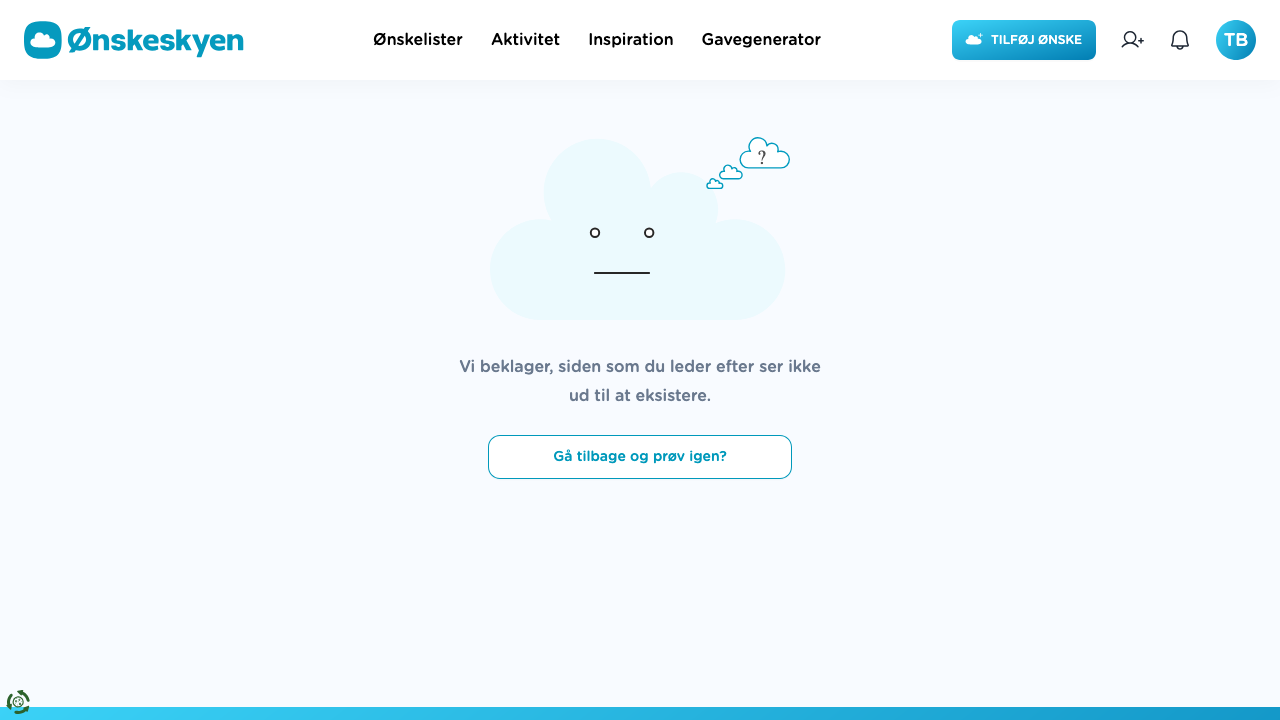 Ønskeskyen
Ønskelister
Aktivitet
Inspiration
Gavegenerator
TILFØJ ØNSKE
TB
?
Vi beklager, siden som du leder efter ser ikke
ud til at eksistere.
Gå tilbage og prøv igen?